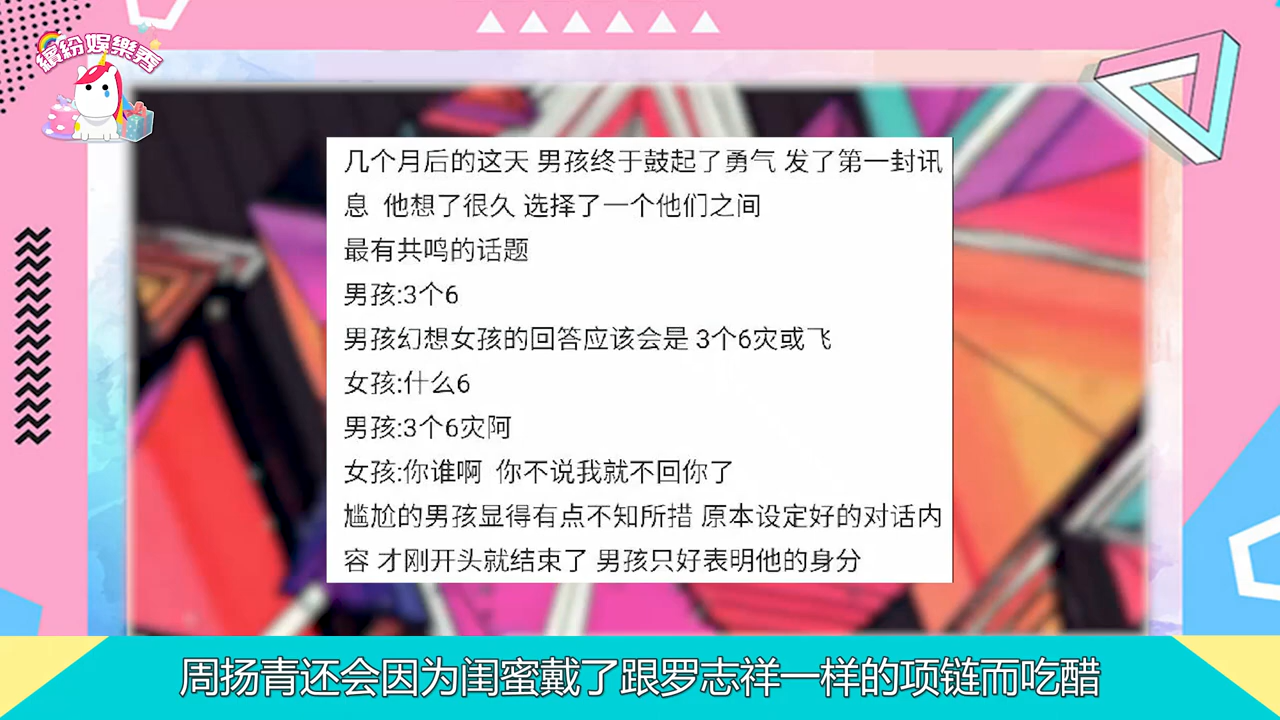 繽紛娛樂秀
几个月后的这天 男孩终于鼓起了勇气 发了第一封讯
息 他想了很久 选择了一个他们之间
最有共鸣的话题
男孩:3个6
男孩幻想女孩的回答应该会是 3个6灾或飞
女孩:什么6
男孩:3个6灾阿
女孩:你谁啊 你不说我就不回你了
尴尬的男孩显得有点不知所措 原本设定好的对话内
容 才刚开头就结束了 男孩只好表明他的身分
周扬青还会因为闺蜜戴了跟罗志祥一样的项链而吃醋